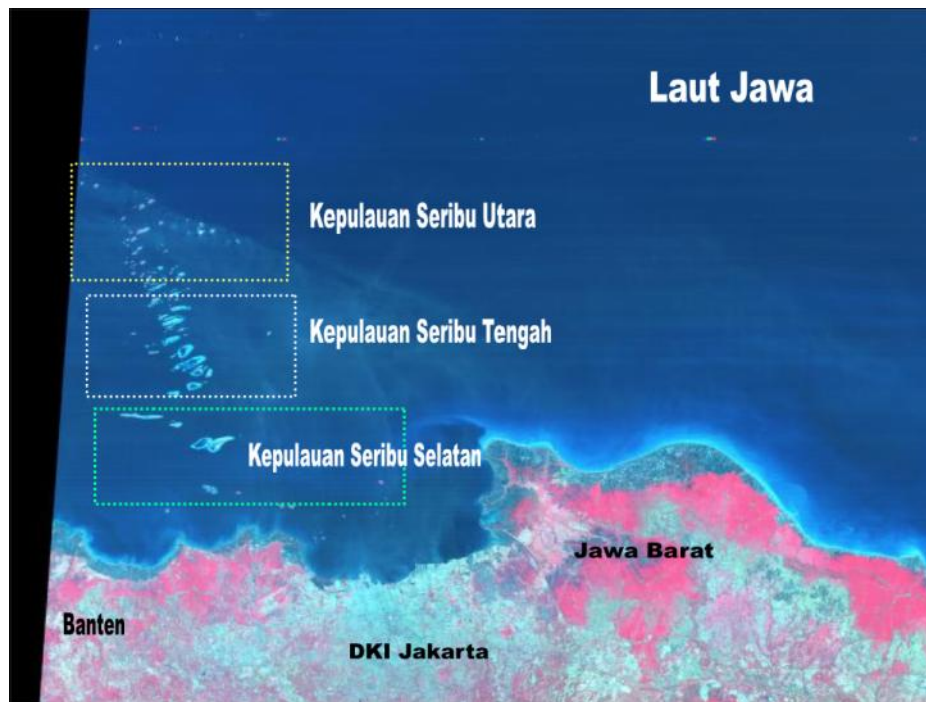 Laut Jawa
Kepulauan Seribu Utara
Kepulauan Seribu Tengah
Kepulauan Seribu Selatan
Jawa Barat
Banten
DKI Jakarta